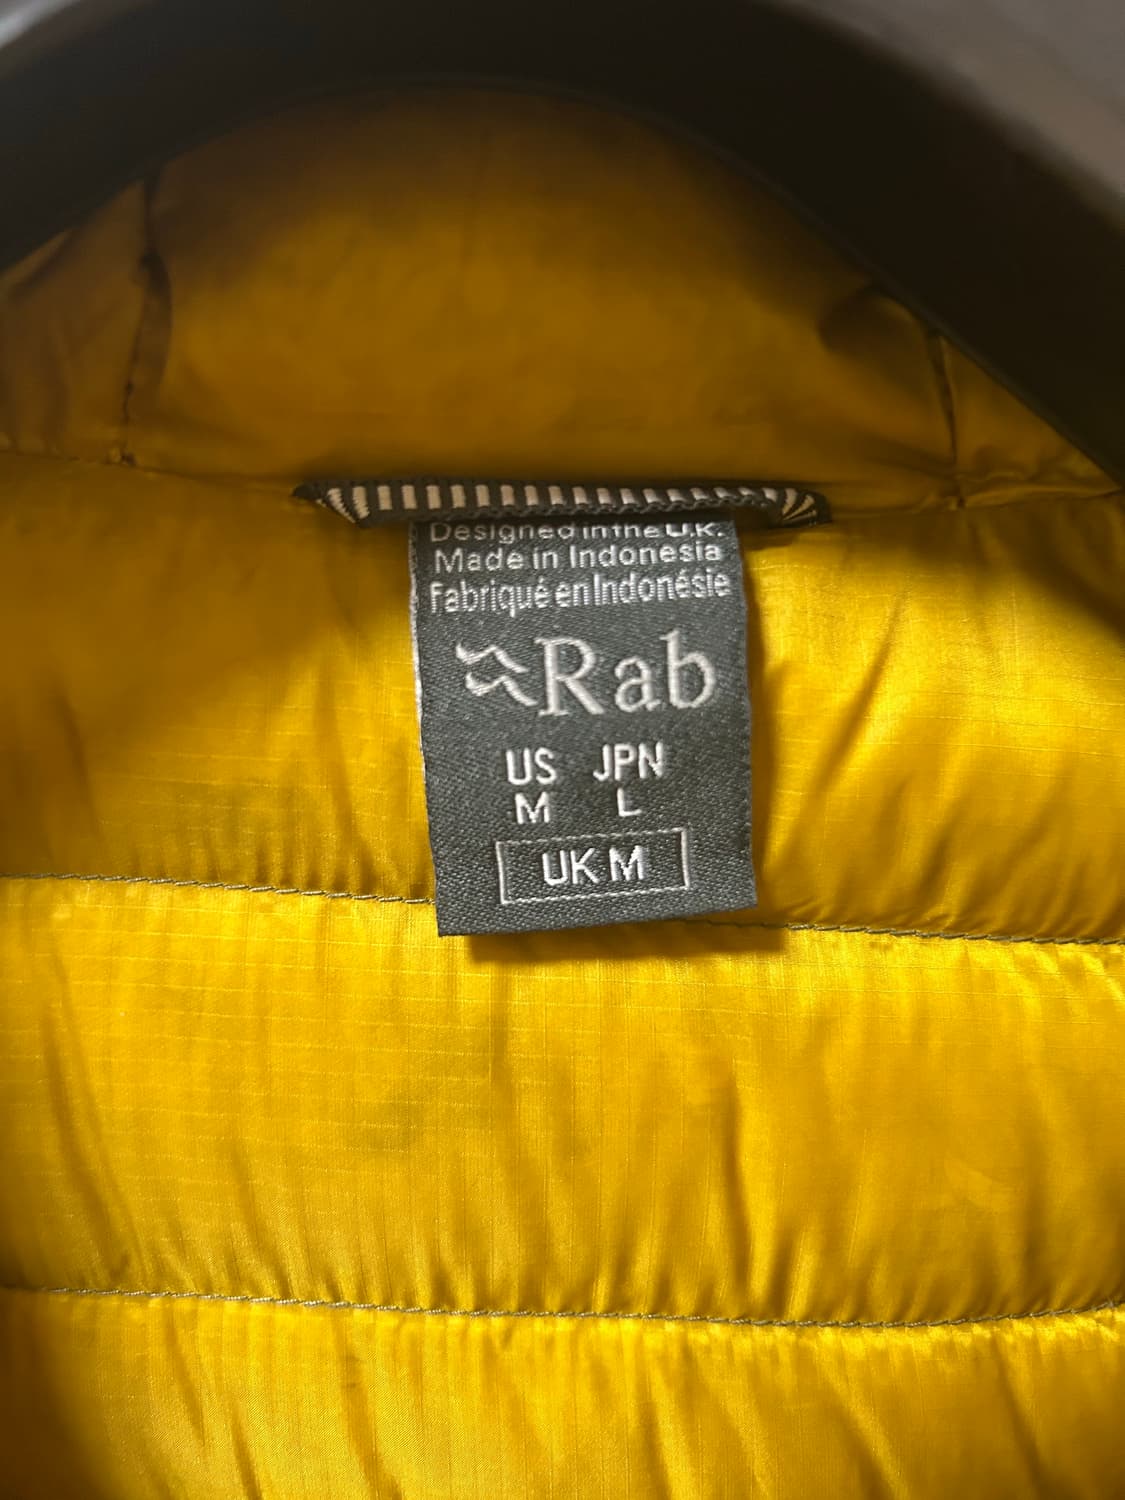 Designed in the U.K.
Made in Indonesia
Fabriqué en Indonésie
Rab
US JPN
M L
UK M